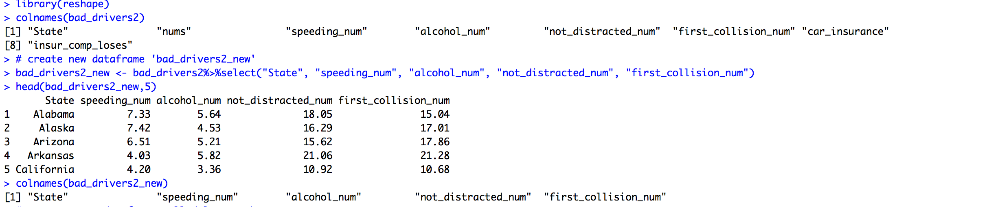 > library(reshape)
> colnames(bad_drivers2)
[1] "State"               "nums"                "speeding_num"        "alcohol_num"         "not_distracted_num"  "first_collision_num" "car_insurance"
[8] "insur_comp_loses"
> # create new dataframe 'bad_drivers2_new'
> bad_drivers2_new <- bad_drivers2%>%select("State", "speeding_num", "alcohol_num", "not_distracted_num", "first_collision_num")
> head(bad_drivers2_new,5)
       State speeding_num alcohol_num not_distracted_num first_collision_num
1    Alabama         7.33        5.64              18.05               15.04
2     Alaska         7.42        4.53              16.29               17.01
3    Arizona         6.51        5.21              15.62               17.86
4   Arkansas         4.03        5.82              21.06               21.28
5 California         4.20        3.36              10.92               10.68
> colnames(bad_drivers2_new)
[1] "State"               "speeding_num"        "alcohol_num"         "not_distracted_num"  "first_collision_num"